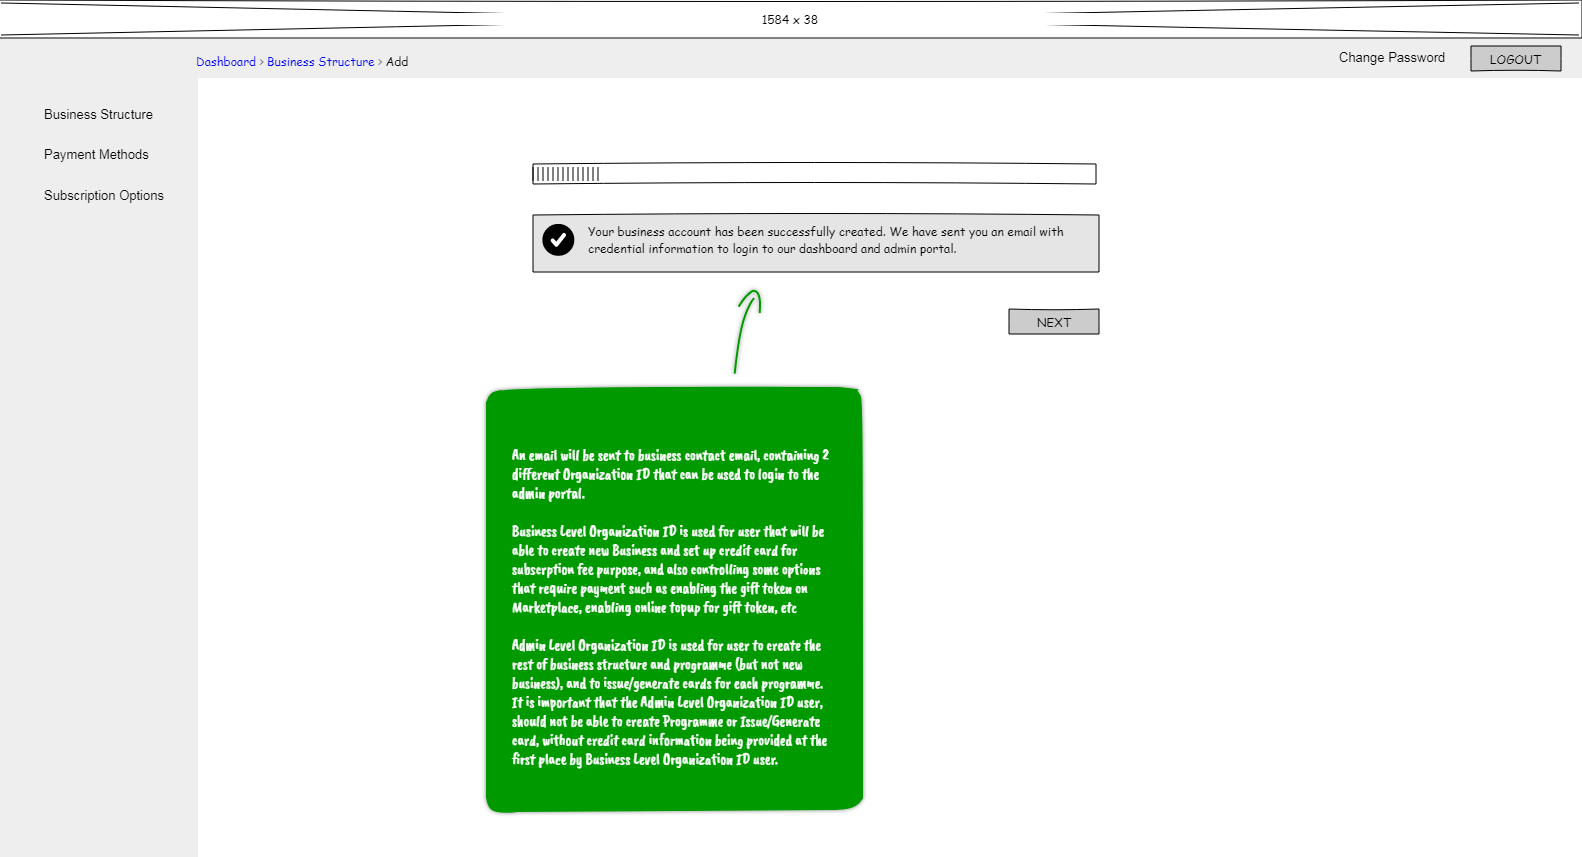 1584 x 38
Dashboard > Business Structure > Add
Change Password
LOGOUT
Business Structure
Payment Methods
Subscription Options
Your business account has been successfully created. We have sent you an email with
credential information to login to our dashboard and admin portal.
NEXT
An email will be sent to business contact email, containing 2
different Organization ID that can be used to login to the
admin portal.
Business Level Organization ID is used for user that will be
able to create new Business and set up credit card for
subscrption fee purpose, and also controlling some options
that require payment such as enabling the gift token on
Marketplace, enabling online topup for gift token, etc
Admin Level Organization ID is used for user to create the
rest of business structure and programme (but not new
business), and to issue/generate cards for each programme.
It is important that the Admin Level Organization ID user,
should not be able to create Programme or Issue/Generate
card, without credit card information being provided at the
first place by Business Level Organization ID user.